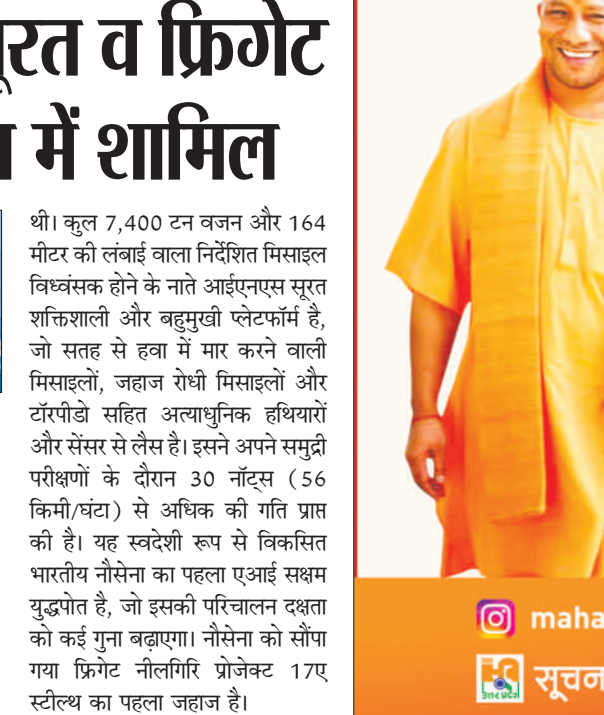 व फ्रिगेट
में शामिल
थी। कुल 7,400 टन वजन और 164
मीटर की लंबाई वाला निर्देशित मिसाइल
विध्वंसक होने के नाते आईएनएस सूरत
शक्तिशाली और बहुमुखी प्लेटफॉर्म है,
जो सतह से हवा में मार करने वाली
मिसाइलों, जहाज रोधी मिसाइलों और
टॉरपीडो सहित अत्याधुनिक हथियारों
और सेंसर से लैस है। इसने अपने समुद्री
परीक्षणों के दौरान 30 नॉट्स (56
किमी/घंटा) से अधिक की गति प्राप्त
की है। यह स्वदेशी रूप से विकसित
भारतीय नौसेना का पहला एआई सक्षम
युद्धपोत है, जो इसकी परिचालन दक्षता
को कई गुना बढ़ाएगा। नौसेना को सौंपा
गया फ्रिगेट नीलगिरि प्रोजेक्ट 17ए
स्टील्थ का पहला जहाज है।
maha
उत्तर प्रदेश
सूचन